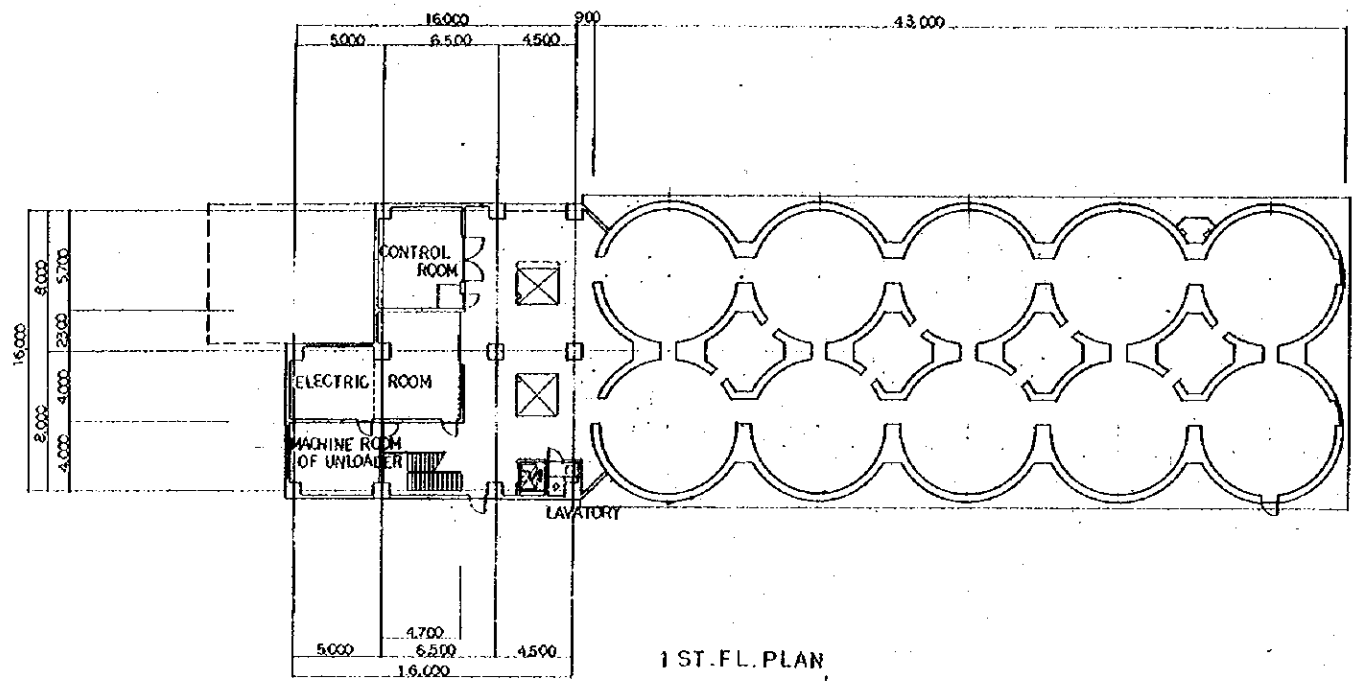 16.000 900 43,000
5.000 6.500 4.500
CONTROL
ROOM
8,000 5.700
16.000 2.300
ELECTRIC ROOM
4.000
8.000 4.000
MACHINE ROOM
OF UNLOADER
LAVATORY
4.700
5.000 6.500 4.500
16.000
1 ST. FL. PLAN